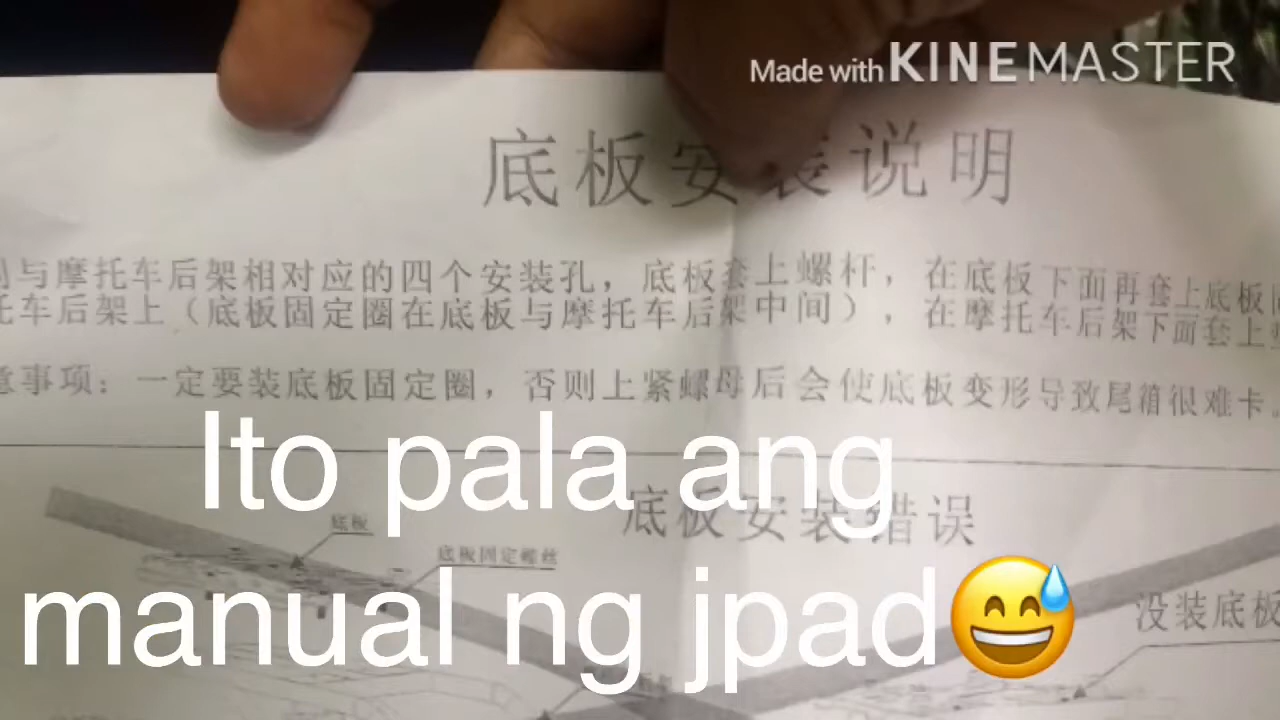 Made with KINEMASTER
底板安装说明
与摩托车后架相对应的四个安装孔，底板套上螺杆，在底板下面再套上底板
托车后架上（底板固定圈在底板与摩托车后架中间），在摩托车后架下面套上
意事项：一定要装底板固定圈，否则上紧螺母后会使底板变形导致尾箱很难卡
Ito pala ang
底板安装错误
底板
底板固定螺丝
manual ng jpad😅
没装底板